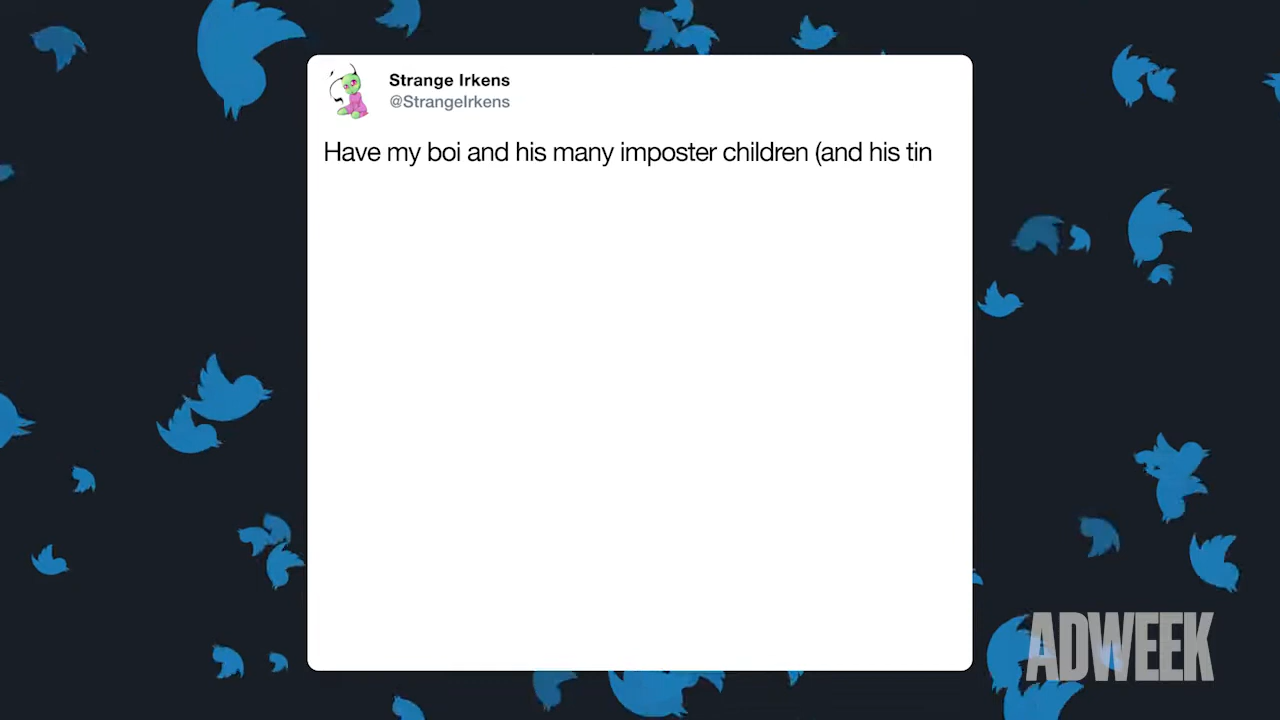 Strange Irkens
@StrangeIrkens
Have my boi and his many imposter children (and his tin
ADWEEK